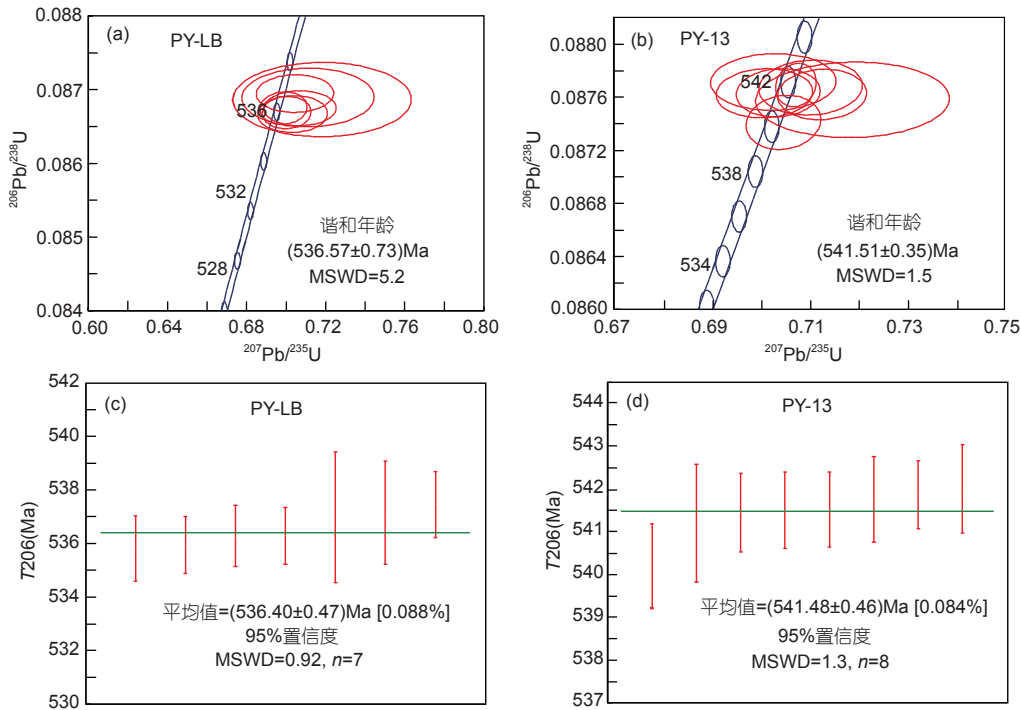 (a)
PY-LB
0.088
0.087
0.086
0.085
0.084
²⁰⁶Pb/²³⁸U
536
532
528
谐和年龄
(536.57±0.73)Ma
MSWD=5.2
0.60
0.64
0.68
0.72
0.76
0.80
²⁰⁷Pb/²³⁵U
(b)
PY-13
0.0882
0.0880
0.0876
0.0872
0.0868
0.0864
0.0860
²⁰⁶Pb/²³⁸U
542
538
534
谐和年龄
(541.51±0.35)Ma
MSWD=1.5
0.67
0.69
0.71
0.73
0.75
²⁰⁷Pb/²³⁵U
(c)
PY-LB
542
540
538
536
534
532
530
T206(Ma)
平均值=(536.40±0.47)Ma [0.088%]
95%置信度
MSWD=0.92, n=7
(d)
PY-13
544
543
542
541
540
539
538
537
T206(Ma)
平均值=(541.48±0.46)Ma [0.084%]
95%置信度
MSWD=1.3, n=8